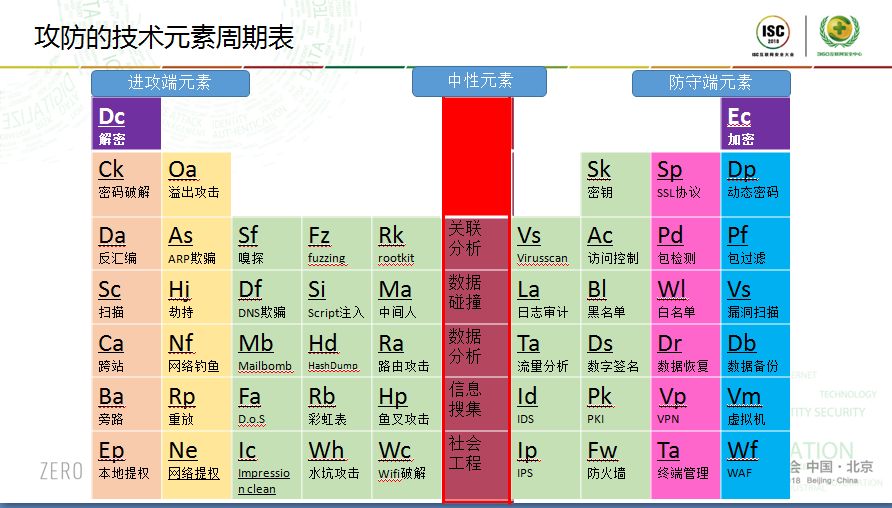 攻防的技术元素周期表
ISC
2018
ISC互联网安全大会
360互联网安全中心
进攻端元素
中性元素
防守端元素
Dc
解密
Ec
加密
Ck
密码破解
Oa
溢出攻击
Sk
密钥
Sp
SSL协议
Dp
动态密码
Da
反汇编
As
ARP欺骗
Sf
嗅探
Fz
fuzzing
Rk
rootkit
关联
分析
Vs
Virusscan
Ac
访问控制
Pd
包检测
Pf
包过滤
Sc
扫描
Hj
劫持
Df
DNS欺骗
Si
Script注入
Ma
中间人
数据
碰撞
La
日志审计
Bl
黑名单
Wl
白名单
Vs
漏洞扫描
Ca
跨站
Nf
网络钓鱼
Mb
Mailbomb
Hd
HashDump
Ra
路由攻击
数据
分析
Ta
流量分析
Ds
数字签名
Dr
数据恢复
Db
数据备份
Ba
旁路
Rp
重放
Fa
D.o.S
Rb
彩虹表
Hp
鱼叉攻击
信息
搜集
Id
IDS
Pk
PKI
Vp
VPN
Vm
虚拟机
Ep
本地提权
Ne
网络提权
Ic
Impressio
n clean
Wh
水坑攻击
Wc
Wifi破解
社会
工程
Ip
IPS
Fw
防火墙
Ta
终端管理
Wf
WAF
ZERO
TECHNOLOGY
SECURITY
会 中国·北京
18 Beijing·China